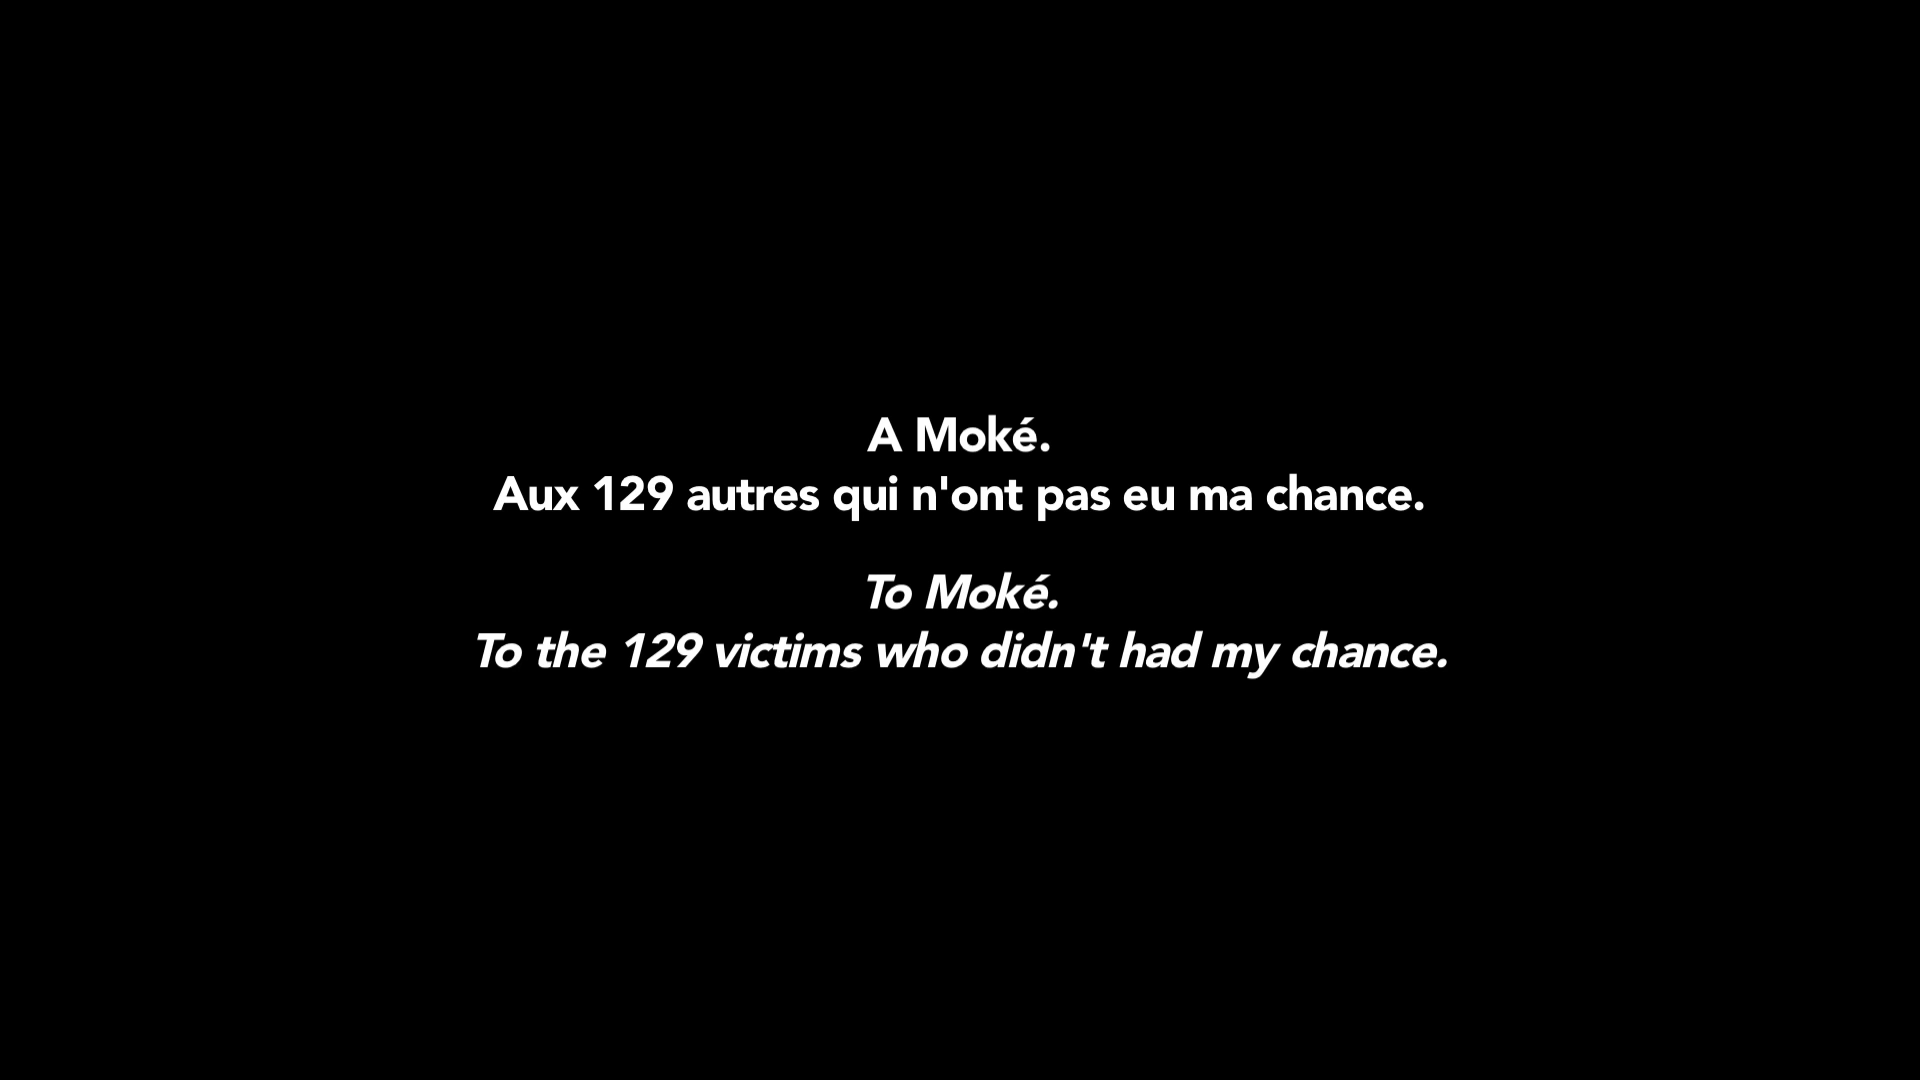 A Moké.
Aux 129 autres qui n'ont pas eu ma chance.
To Moké.
To the 129 victims who didn't had my chance.